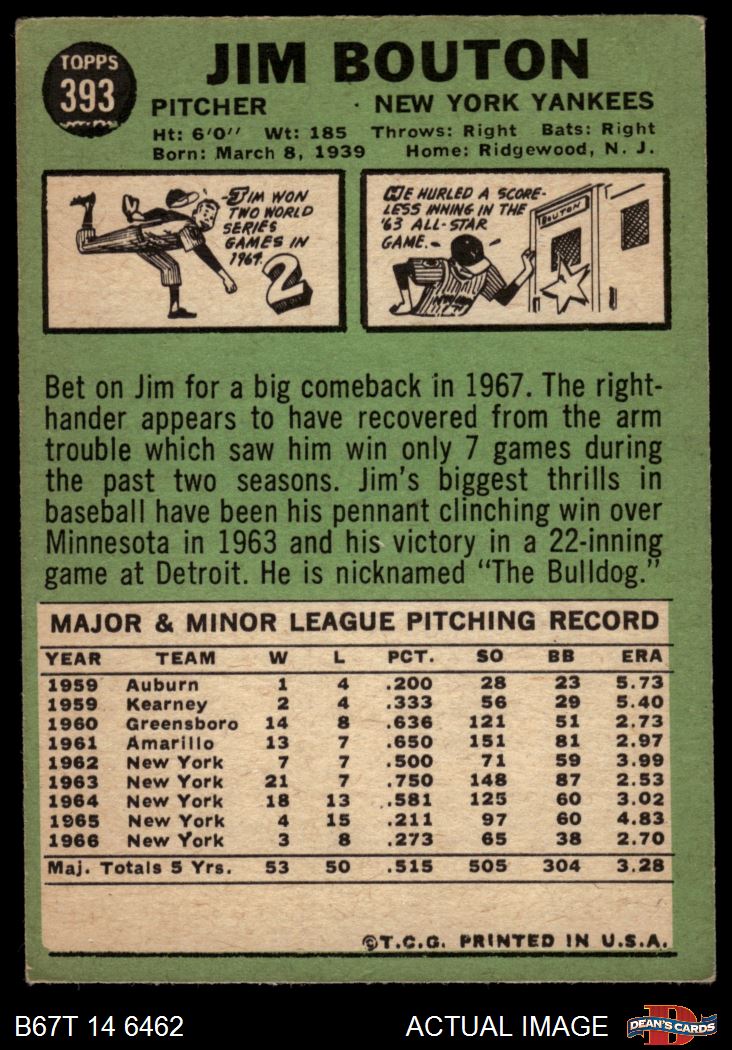 TOPPS
393
JIM BOUTON
PITCHER · NEW YORK YANKEES
Ht: 6'0" Wt: 185 Throws: Right Bats: Right
Born: March 8, 1939 Home: Ridgewood, N. J.
-JIM WON
TWO WORLD
SERIES
GAMES IN
1964.
2
HE HURLED A SCORE-
LESS INNING IN THE
'63 ALL-STAR
GAME.-
BOUTON
Bet on Jim for a big comeback in 1967. The right-
hander appears to have recovered from the arm
trouble which saw him win only 7 games during
the past two seasons. Jim's biggest thrills in
baseball have been his pennant clinching win over
Minnesota in 1963 and his victory in a 22-inning
game at Detroit. He is nicknamed "The Bulldog."
MAJOR & MINOR LEAGUE PITCHING RECORD
YEAR TEAM W L PCT. SO BB ERA
1959 Auburn 1 4 .200 28 23 5.73
1959 Kearney 2 4 .333 56 29 5.40
1960 Greensboro 14 8 .636 121 51 2.73
1961 Amarillo 13 7 .650 151 81 2.97
1962 New York 7 7 .500 71 59 3.99
1963 New York 21 7 .750 148 87 2.53
1964 New York 18 13 .581 125 60 3.02
1965 New York 4 15 .211 97 60 4.83
1966 New York 3 8 .273 65 38 2.70
Maj. Totals 5 Yrs. 53 50 .515 505 304 3.28
©T.C.G. PRINTED IN U.S.A.
B67T 14 6462 ACTUAL IMAGE
D
DEAN'S CARDS